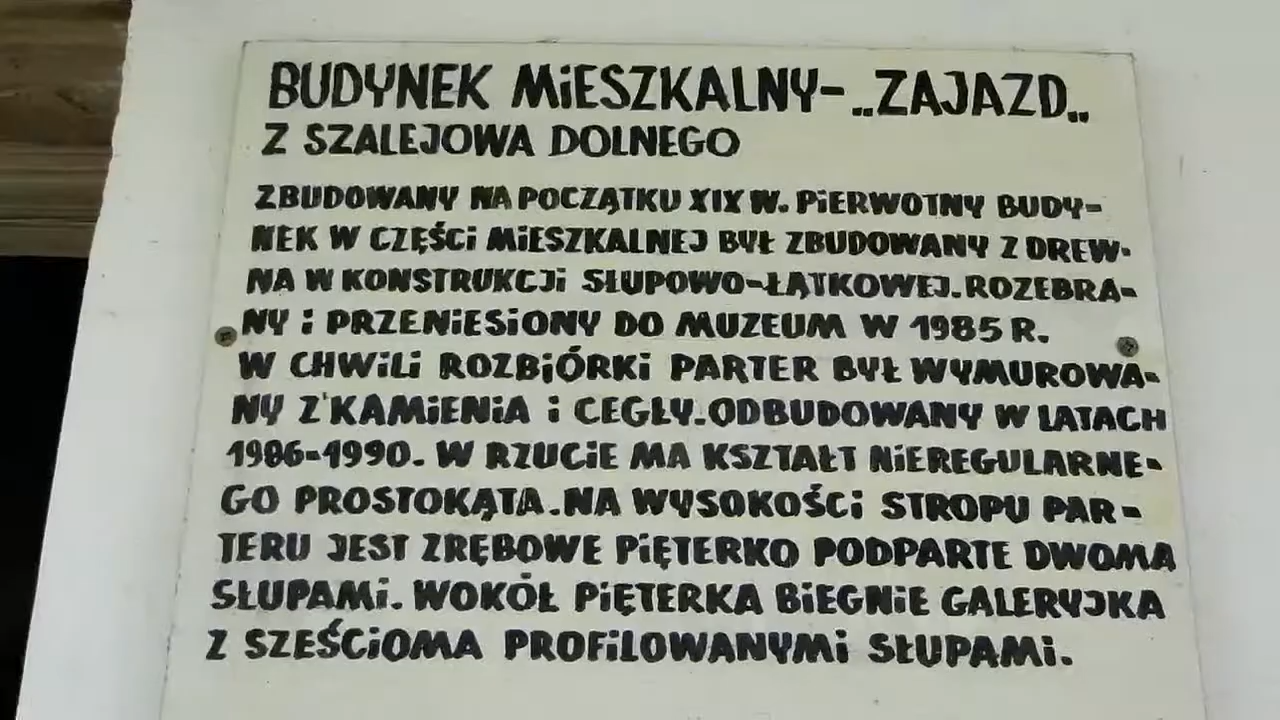 BUDYNEK MiESZKALNY-„ZAJAZD„
Z SZALEJOWA DOLNEGO
ZBUDOWANY NA POCZĄTKU XIX W. PiERWOTNY BUDY-
NEK W CZĘŚCi MiESZKALNEJ BYŁ ZBUDOWANY Z DREW-
NA W KONSTRUKCJi SŁUPOWO-ŁĄTKOWEJ. ROZEBRA-
NY i PRZENiESiONY DO MUZEUM W 1985 R.
W CHWiLi ROZBiÓRKi PARTER BYŁ WYMUROWA-
NY Z KAMiENiA i CEGŁY. ODBUDOWANY W LATACH
1986-1990. W RZUCiE MA KSZTAŁT NiEREGULARNE-
GO PROSTOKĄTA. NA WYSOKOŚCi STROPU PAR-
TERU JEST ZRĘBOWE PiĘTERKO PODPARTE DWOMA
SŁUPAMi. WOKÓŁ PiĘTERKA BiEGNiE GALERYJKA
Z SZEŚCiOMA PROFiLOWANYMi SŁUPAMi.